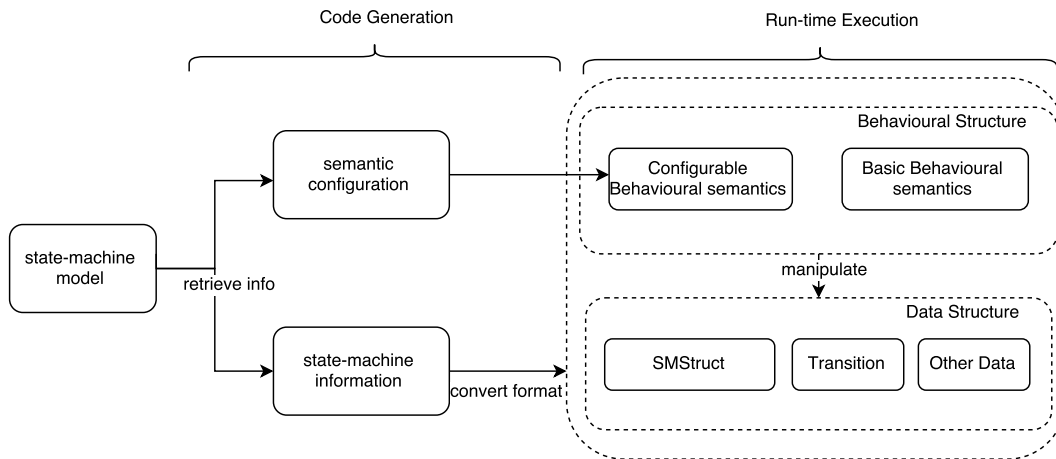 Code Generation
Run-time Execution
Behavioural Structure
semantic
configuration
Configurable
Behavioural semantics
Basic Behavioural
semantics
state-machine
model
retrieve info
manipulate
Data Structure
state-machine
information
convert format
SMStruct
Transition
Other Data